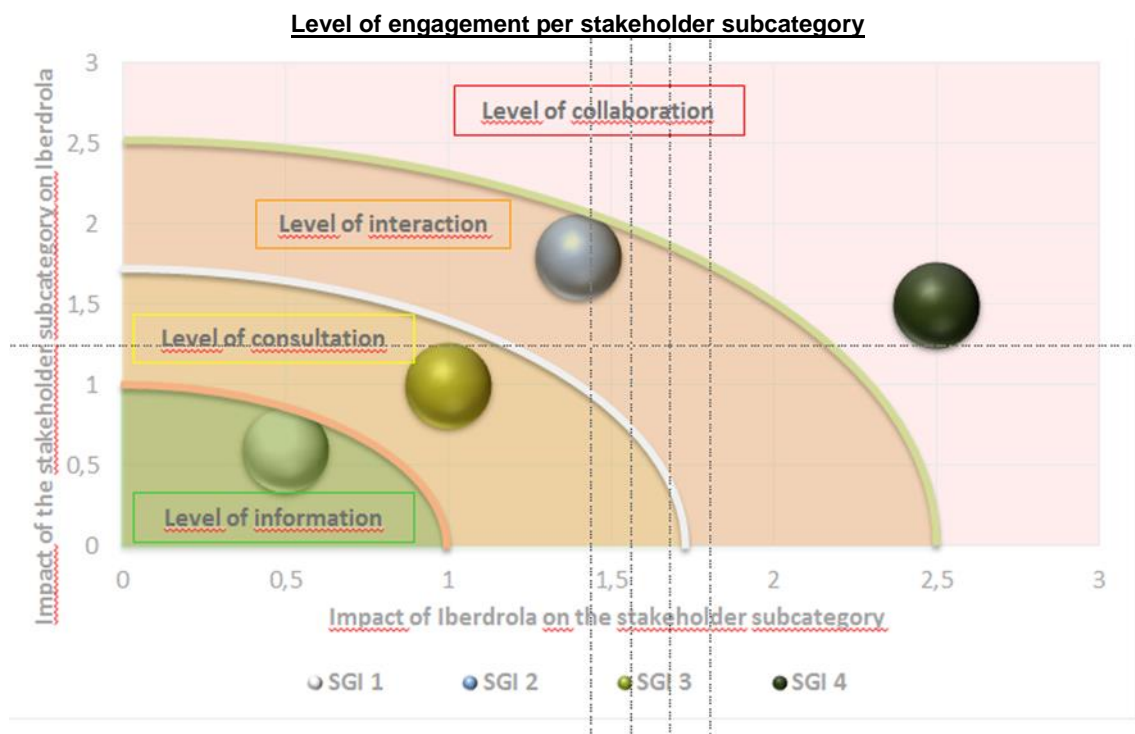 Level of engagement per stakeholder subcategory
Impact of the stakeholder subcategory on Iberdrola
3
2,5
2
1,5
1
0,5
0
Level of collaboration
Level of interaction
Level of consultation
Level of information
0 0,5 1 1,5 2 2,5 3
Impact of Iberdrola on the stakeholder subcategory
SGI 1 SGI 2 SGI 3 SGI 4